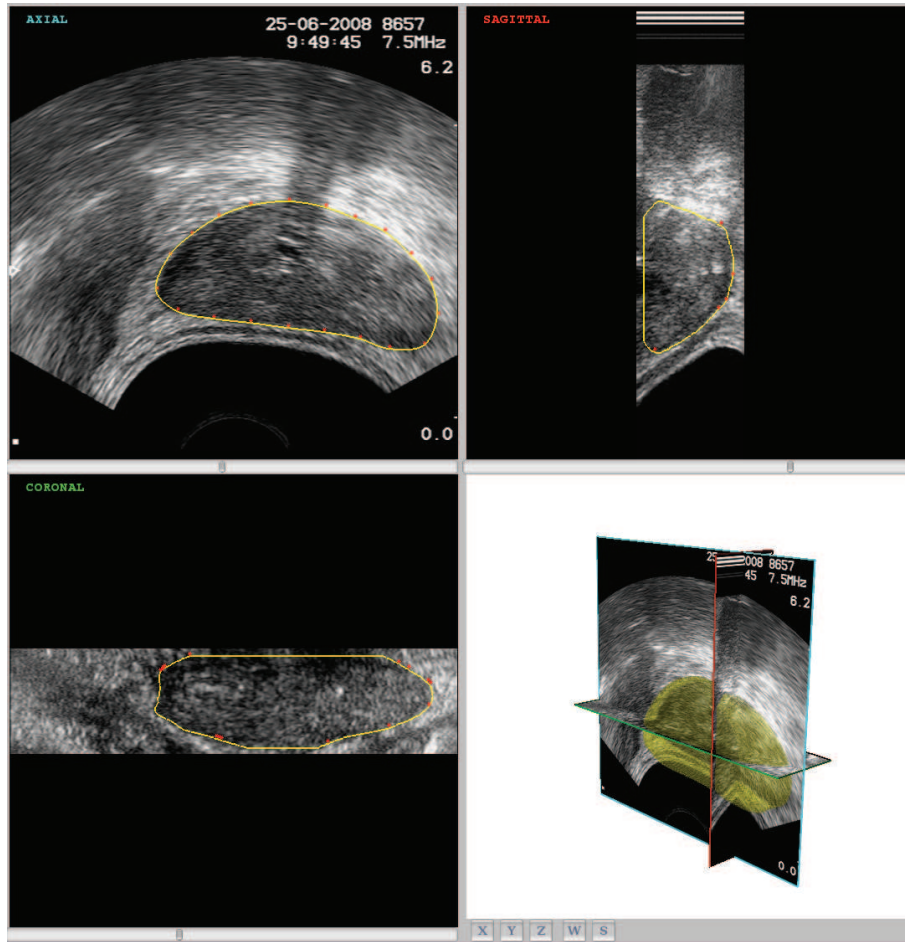 AXIAL
25-06-2008 8657
9:49:45 7.5MHz
6.2
0.0
SAGITTAL
CORONAL
25 2008 8657
45 7.5MHz
6.2
0.0
X Y Z W S